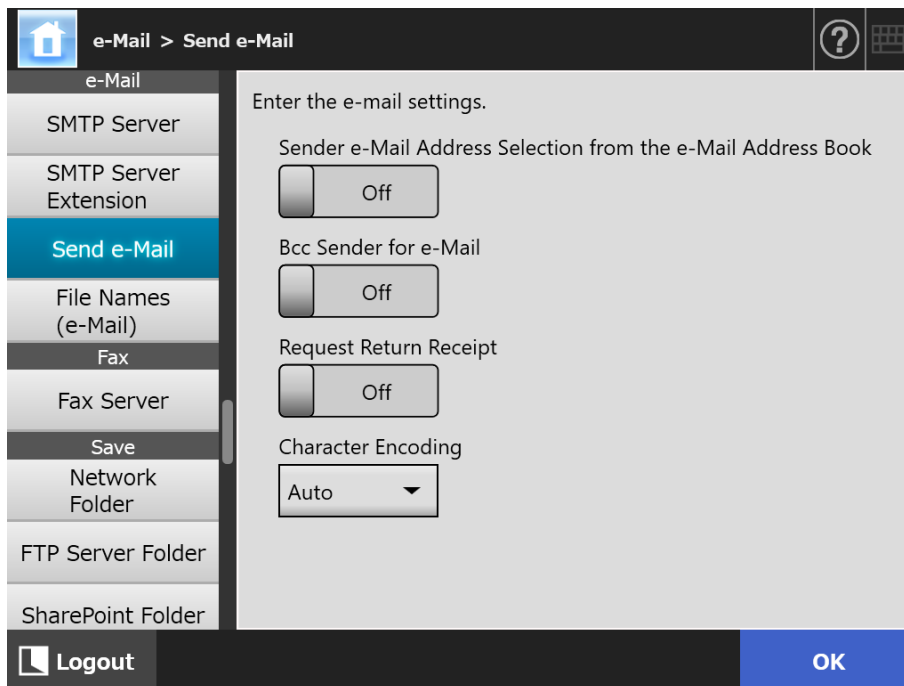 e-Mail > Send e-Mail
?
e-Mail
SMTP Server
SMTP Server
Extension
Send e-Mail
File Names
(e-Mail)
Fax
Fax Server
Save
Network
Folder
FTP Server Folder
SharePoint Folder
Enter the e-mail settings.
Sender e-Mail Address Selection from the e-Mail Address Book
Off
Bcc Sender for e-Mail
Off
Request Return Receipt
Off
Character Encoding
Auto
Logout
OK